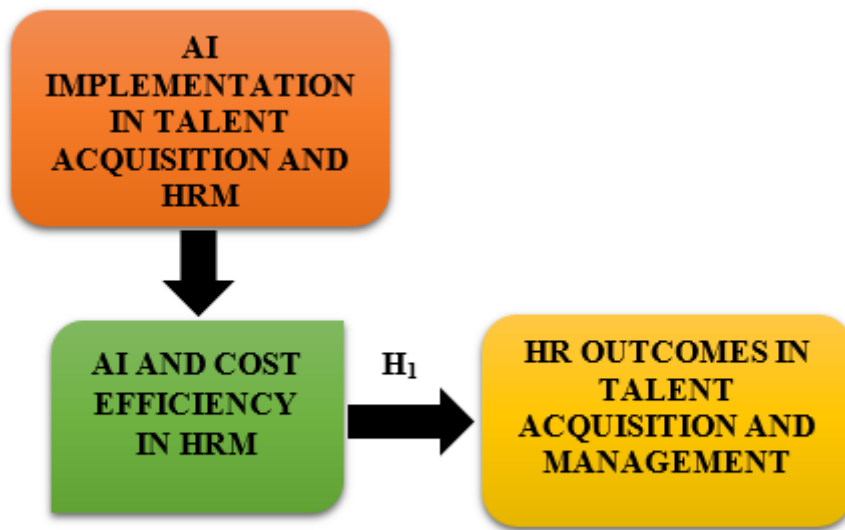 AI
IMPLEMENTATION
IN TALENT
ACQUISITION AND
HRM
AI AND COST
EFFICIENCY
IN HRM
H₁
HR OUTCOMES IN
TALENT
ACQUISITION AND
MANAGEMENT